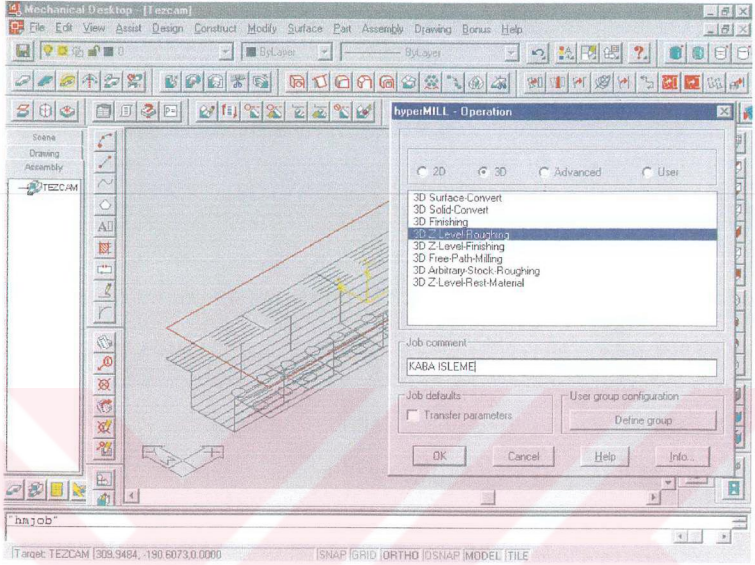 Mechanical Desktop - [Tezcam]
File Edit View Assist Design Construct Modify Surface Part Assembly Drawing Bonus Help
0 ByLayer ByLayer
hyperMILL - Operation
Scene
Drawing
Assembly
TEZCAM
2D 3D Advanced User
3D Surface-Convert
3D Solid-Convert
3D Finishing
3D Z-Level-Roughing
3D Z-Level-Finishing
3D Free-Path-Milling
3D Arbitrary-Stock-Roughing
3D Z-Level-Rest-Material
Job comment
KABA ISLEME
Job defaults
Transfer parameters
User group configuration
Define group
OK Cancel Help Info...
"hmjob"
Target: TEZCAM 309.9484, -190.6073,0.0000 SNAP GRID ORTHO OSNAP MODEL TILE